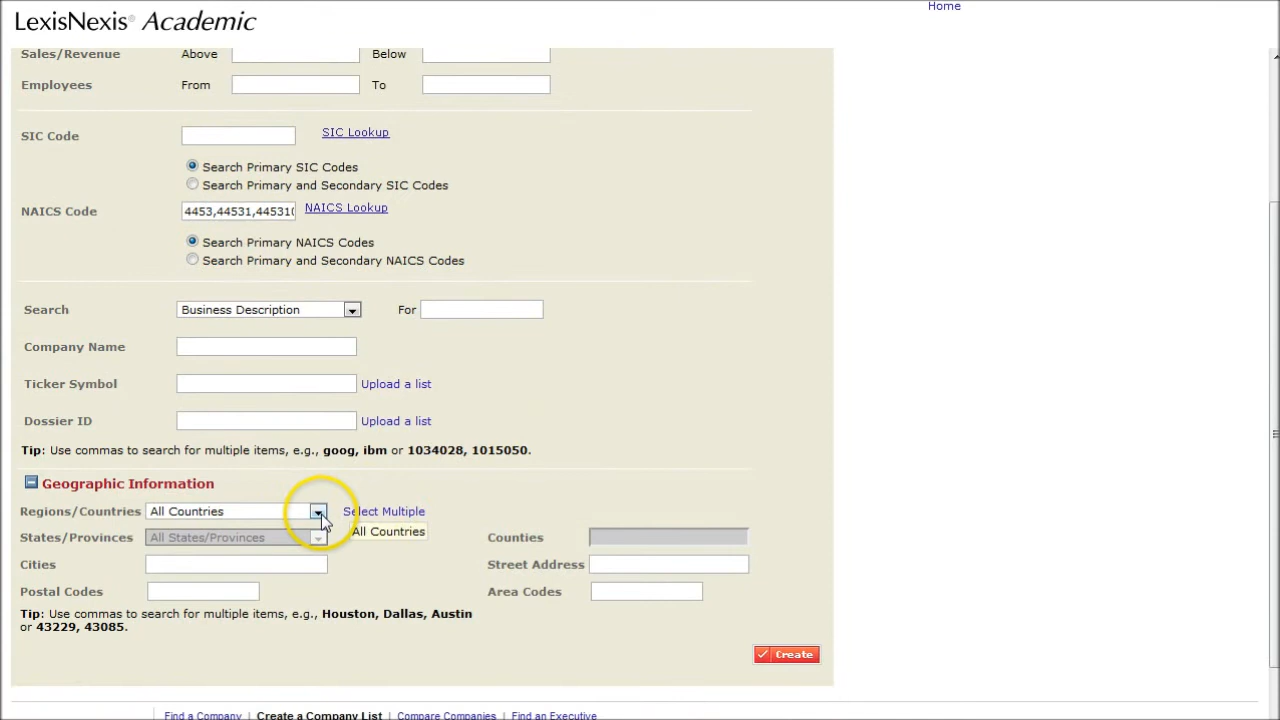 Home
LexisNexis® Academic
Sales/Revenue Above Below
Employees From To
SIC Code SIC Lookup
Search Primary SIC Codes
Search Primary and Secondary SIC Codes
NAICS Code 4453,44531,445310 NAICS Lookup
Search Primary NAICS Codes
Search Primary and Secondary NAICS Codes
Search Business Description For
Company Name
Ticker Symbol Upload a list
Dossier ID Upload a list
Tip: Use commas to search for multiple items, e.g., goog, ibm or 1034028, 1015050.
Geographic Information
Regions/Countries All Countries Select Multiple
All Countries
States/Provinces All States/Provinces Counties
Cities Street Address
Postal Codes Area Codes
Tip: Use commas to search for multiple items, e.g., Houston, Dallas, Austin
or 43229, 43085.
Create
Find a Company Create a Company List Compare Companies Find an Executive